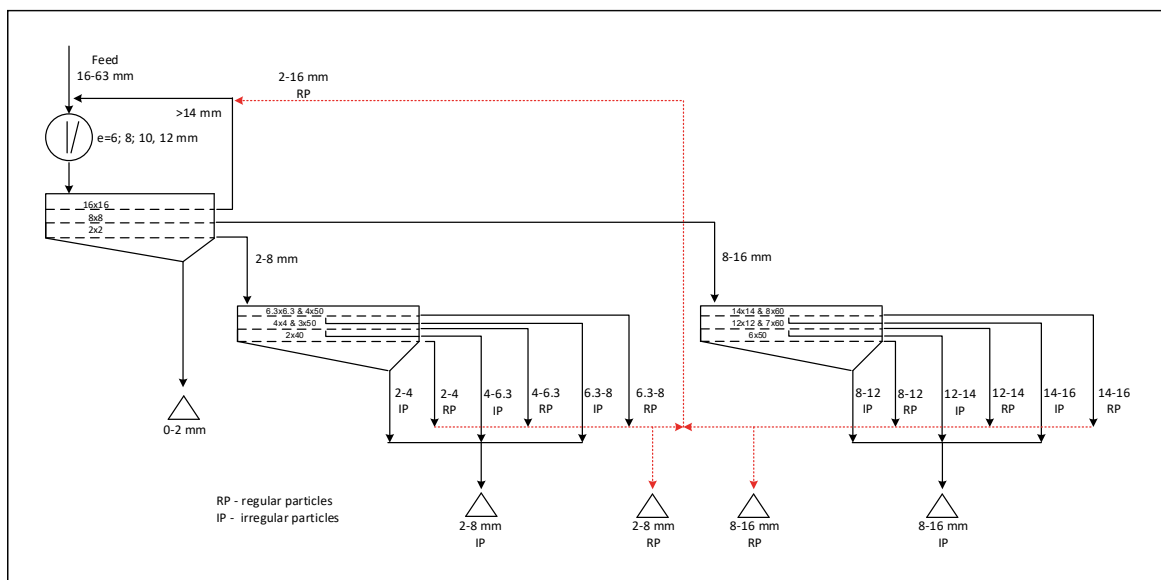 Feed
16-63 mm
2-16 mm
RP
>14 mm
e=6; 8; 10, 12 mm
16x16
8x8
2x2
2-8 mm
8-16 mm
6.3x6.3 & 4x50
4x4 & 3x50
2x40
14x14 & 8x60
12x12 & 7x60
6x50
2-4
IP
2-4
RP
4-6.3
IP
4-6.3
RP
6.3-8
IP
6.3-8
RP
8-12
IP
8-12
RP
12-14
IP
12-14
RP
14-16
IP
14-16
RP
0-2 mm
RP - regular particles
IP - irregular particles
2-8 mm
IP
2-8 mm
RP
8-16 mm
RP
8-16 mm
IP